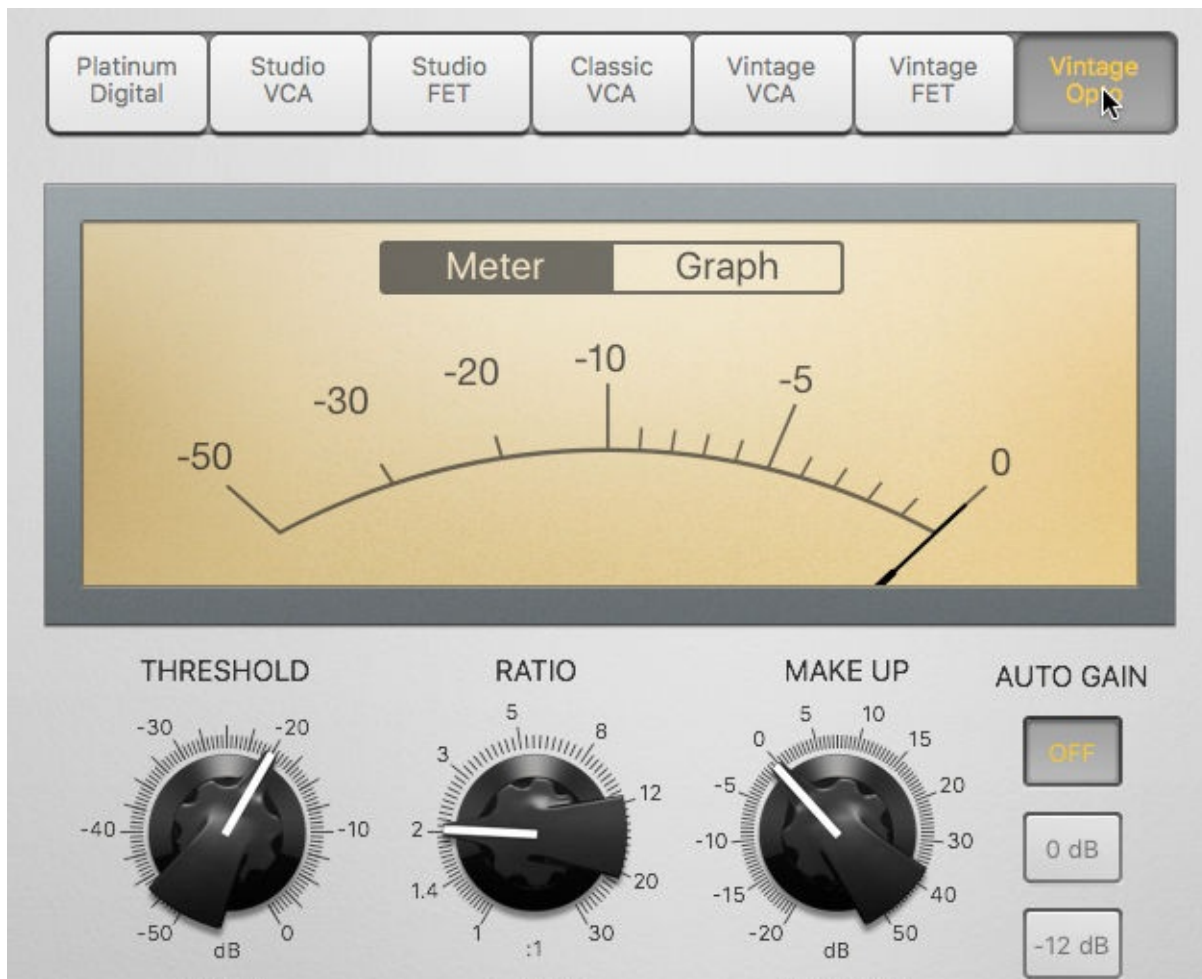 Platinum
Digital
Studio
VCA
Studio
FET
Classic
VCA
Vintage
VCA
Vintage
FET
Vintage
Opto
Meter
Graph
-50
-30
-20
-10
-5
0
THRESHOLD
-50
-40
-30
-20
-10
0
dB
RATIO
1
1.4
2
3
5
8
12
20
30
:1
MAKE UP
-20
-15
-10
-5
0
5
10
15
20
30
40
50
dB
AUTO GAIN
OFF
0 dB
-12 dB